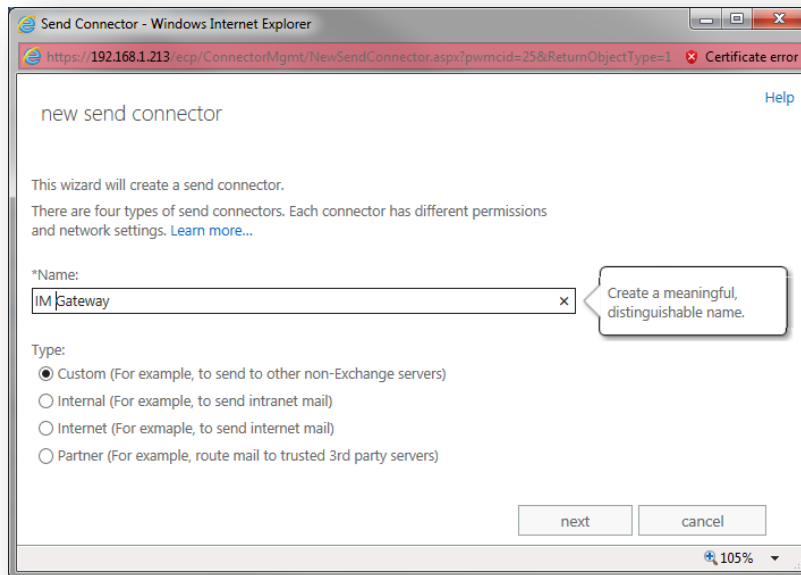 Send Connector - Windows Internet Explorer
https://192.168.1.213/ecp/ConnectorMgmt/NewSendConnector.aspx?pwmcid=25&ReturnObjectType=1 Certificate error
Help
new send connector
This wizard will create a send connector.
There are four types of send connectors. Each connector has different permissions
and network settings. Learn more...
*Name:
IM Gateway
Create a meaningful,
distinguishable name.
Type:
Custom (For example, to send to other non-Exchange servers)
Internal (For example, to send intranet mail)
Internet (For exmaple, to send internet mail)
Partner (For example, route mail to trusted 3rd party servers)
next cancel
105%